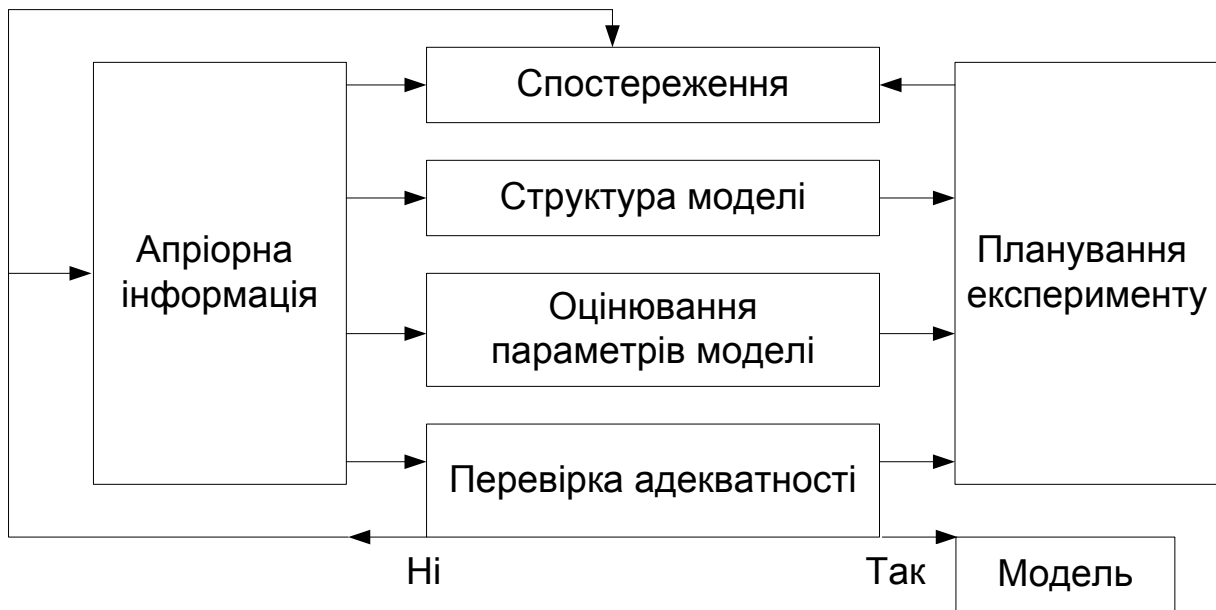 Спостереження
Структура моделі
Апріорна
інформація
Оцінювання
параметрів моделі
Перевірка адекватності
Планування
експерименту
Ні
Так
Модель